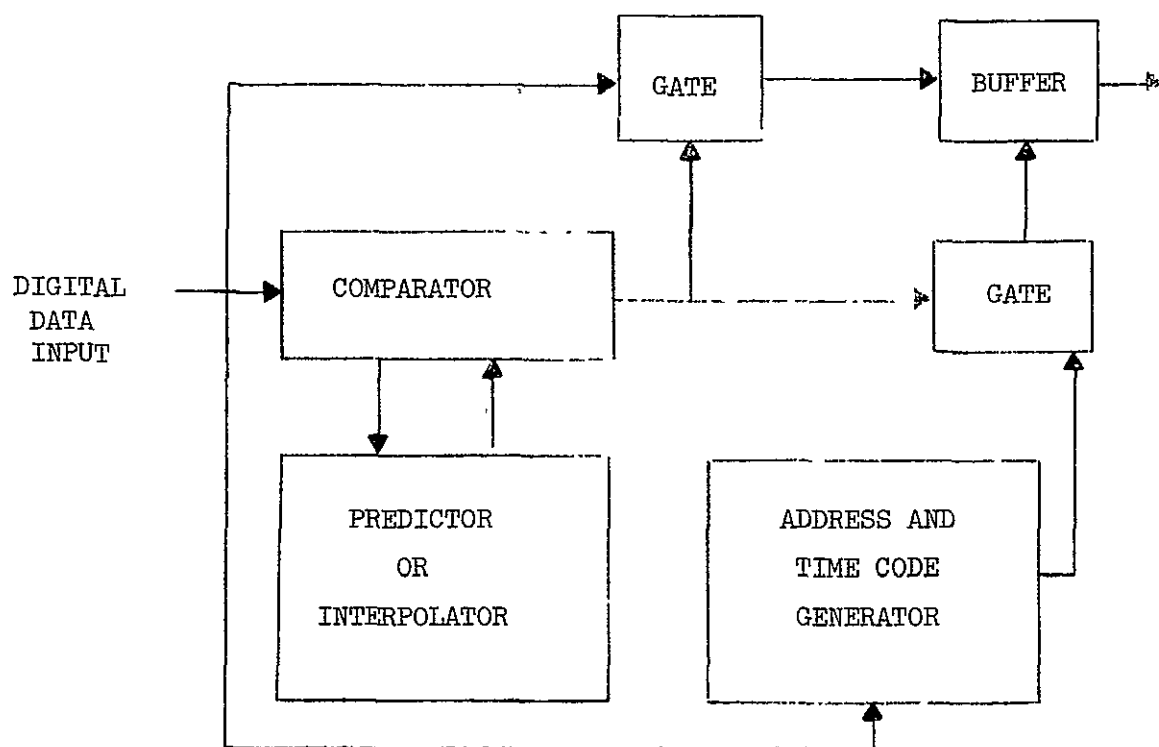 GATE
BUFFER
DIGITAL
DATA
INPUT
COMPARATOR
GATE
PREDICTOR
OR
INTERPOLATOR
ADDRESS AND
TIME CODE
GENERATOR